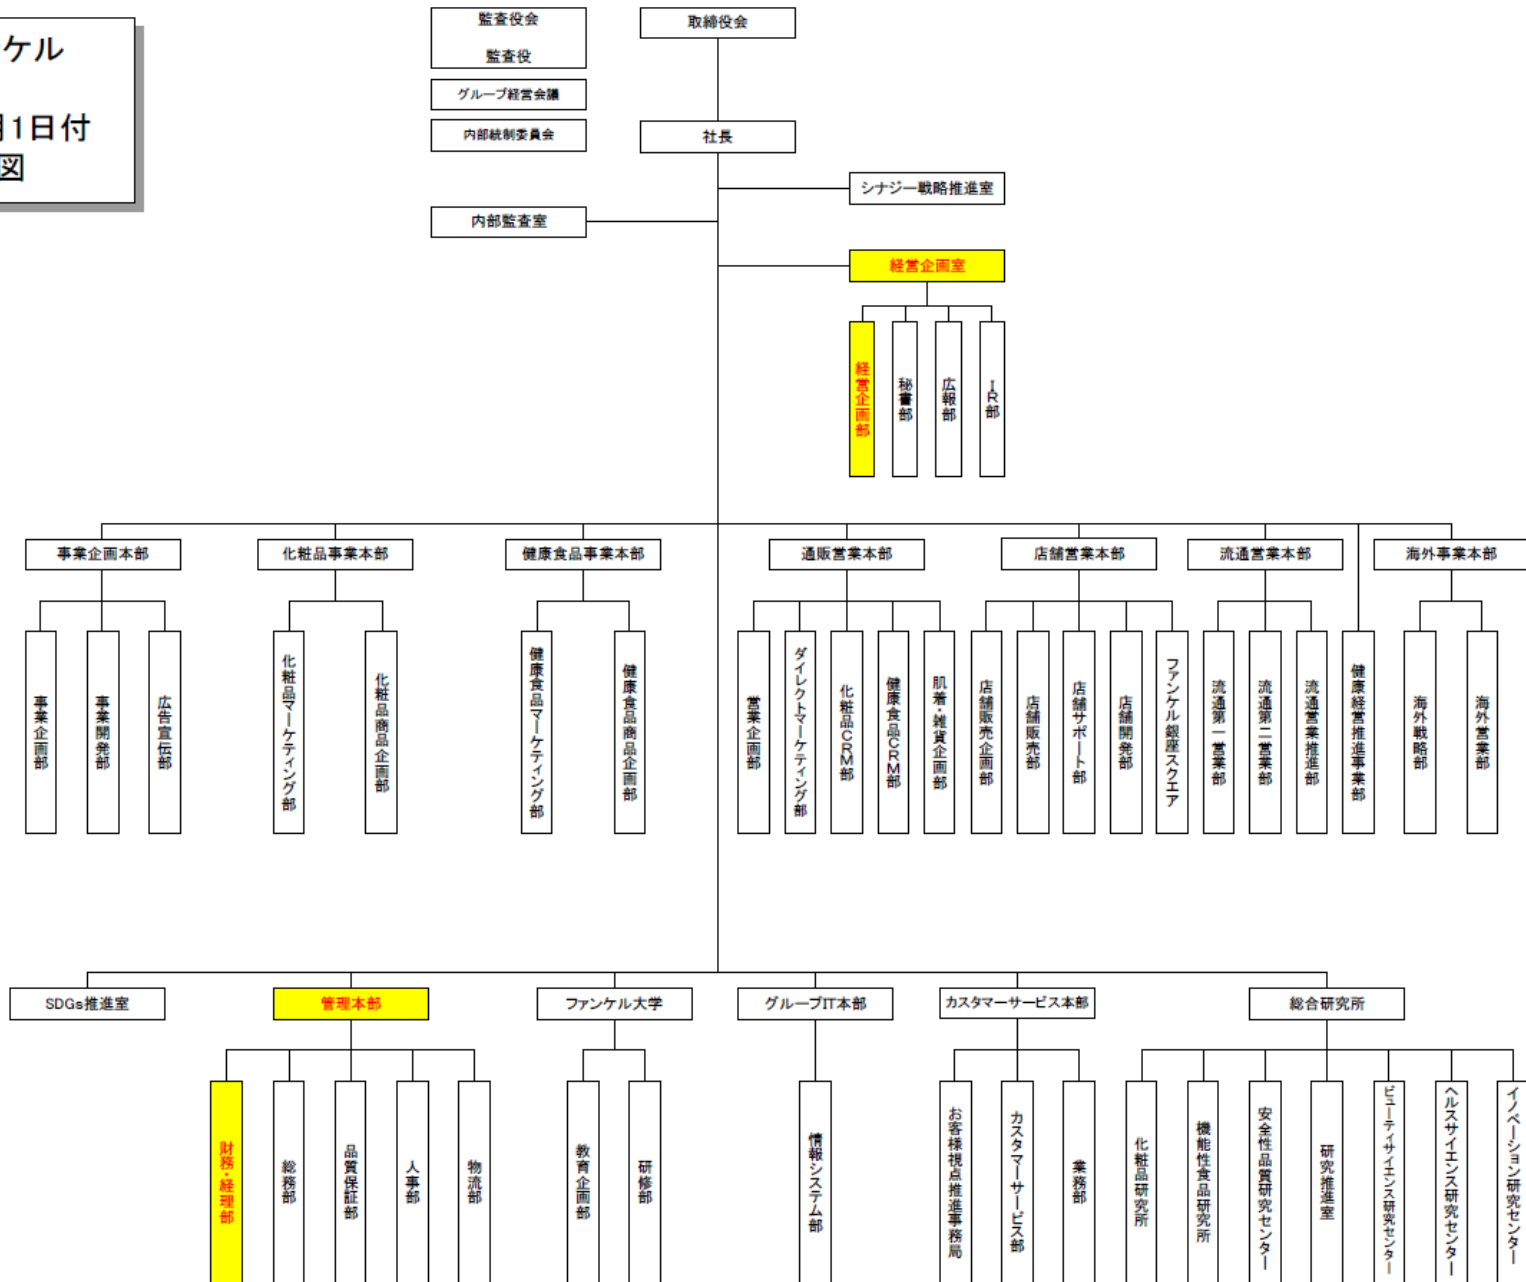 ケル
月1日付
図
監査役会
監査役
グループ経営会議
内部統制委員会
取締役会
社長
シナジー戦略推進室
内部監査室
経営企画室
経営企画部
秘書部
広報部
IR部
事業企画本部
化粧品事業本部
健康食品事業本部
通販営業本部
店舗営業本部
流通営業本部
海外事業本部
事業企画部
事業開発部
広告宣伝部
化粧品マーケティング部
化粧品商品企画部
健康食品マーケティング部
健康食品商品企画部
営業企画部
ダイレクトマーケティング部
化粧品CRM部
健康食品CRM部
肌着・雑貨企画部
店舗販売企画部
店舗販売部
店舗サポート部
店舗開発部
ファンケル銀座スクエア
流通第一営業部
流通第二営業部
流通営業推進部
健康経営推進事業部
海外戦略部
海外営業部
SDGs推進室
管理本部
ファンケル大学
グループIT本部
カスタマーサービス本部
総合研究所
財務・経理部
総務部
品質保証部
人事部
物流部
教育企画部
研修部
情報システム部
お客様視点推進事務局
カスタマーサービス部
業務部
化粧品研究所
機能性食品研究所
安全性品質研究センター
研究推進室
ビューティサイエンス研究センター
ヘルスサイエンス研究センター
イノベーション研究センター